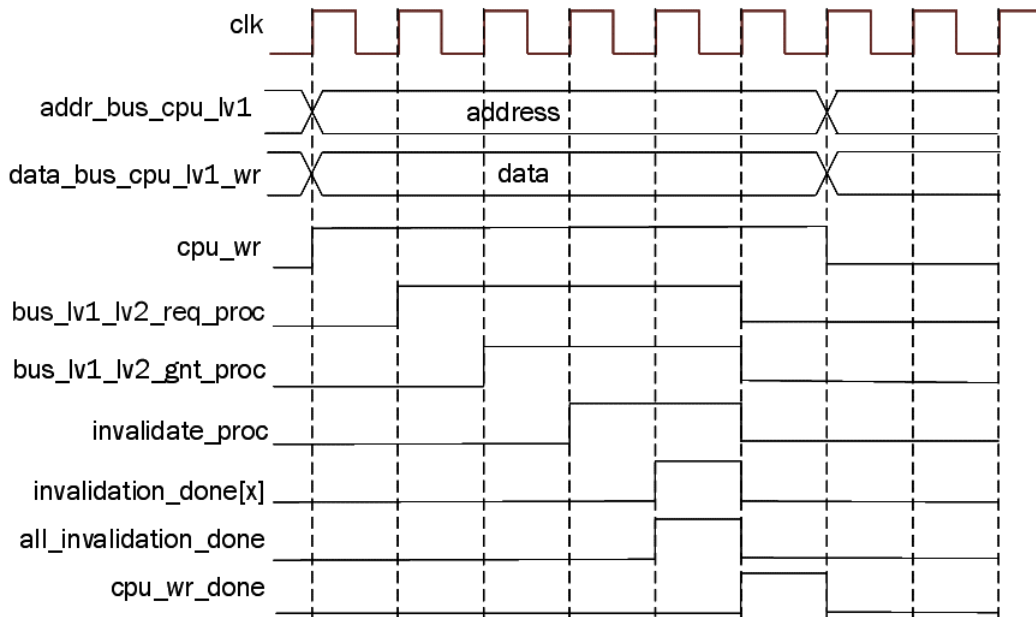 clk
addr_bus_cpu_lv1
address
data_bus_cpu_lv1_wr
data
cpu_wr
bus_lv1_lv2_req_proc
bus_lv1_lv2_gnt_proc
invalidate_proc
invalidation_done[x]
all_invalidation_done
cpu_wr_done